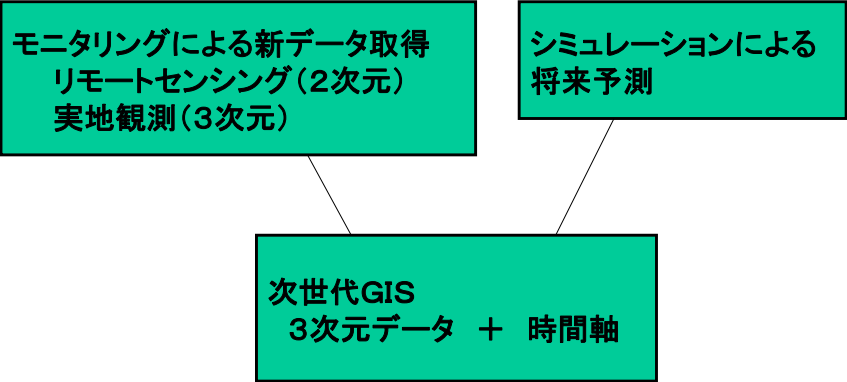 モニタリングによる新データ取得
リモートセンシング（２次元）
実地観測（３次元）
シミュレーションによる
将来予測
次世代GIS
３次元データ　＋　時間軸